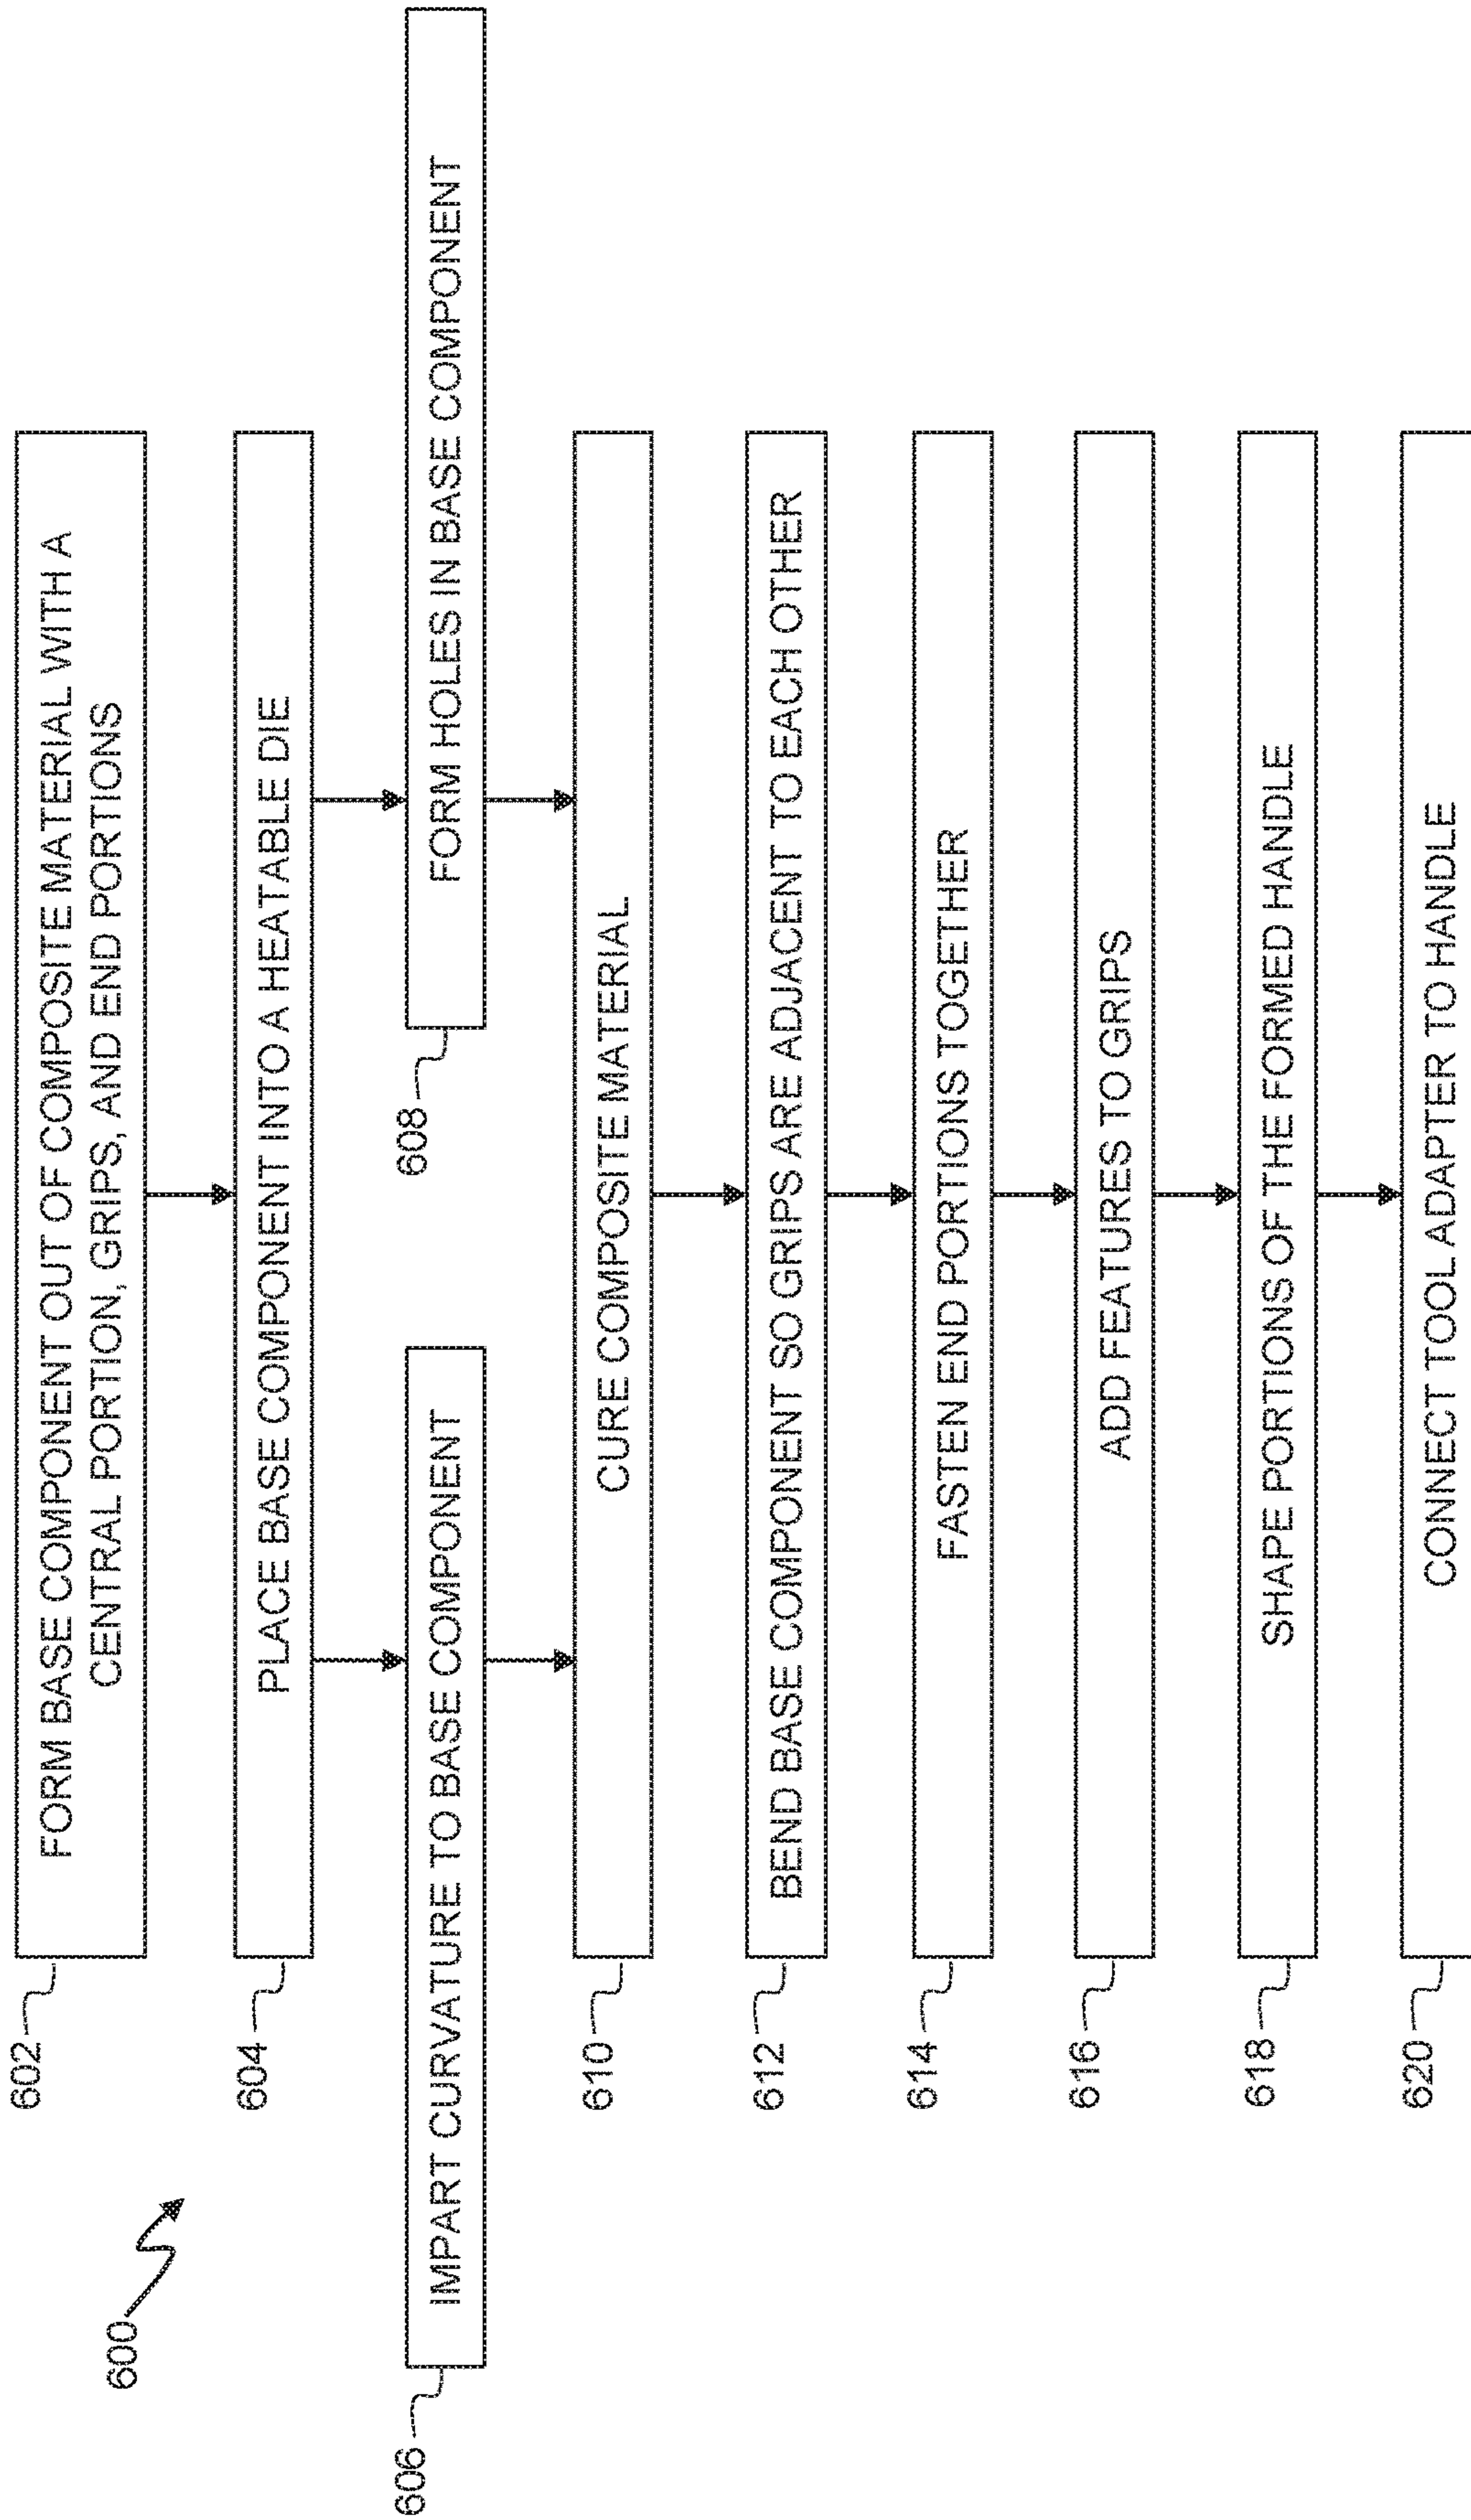 600
602
FORM BASE COMPONENT OUT OF COMPOSITE MATERIAL WITH A
CENTRAL PORTION, GRIPS, AND END PORTIONS
604
PLACE BASE COMPONENT INTO A HEATABLE DIE
606
IMPART CURVATURE TO BASE COMPONENT
608
FORM HOLES IN BASE COMPONENT
610
CURE COMPOSITE MATERIAL
612
BEND BASE COMPONENT SO GRIPS ARE ADJACENT TO EACH OTHER
614
FASTEN END PORTIONS TOGETHER
616
ADD FEATURES TO GRIPS
618
SHAPE PORTIONS OF THE FORMED HANDLE
620
CONNECT TOOL ADAPTER TO HANDLE